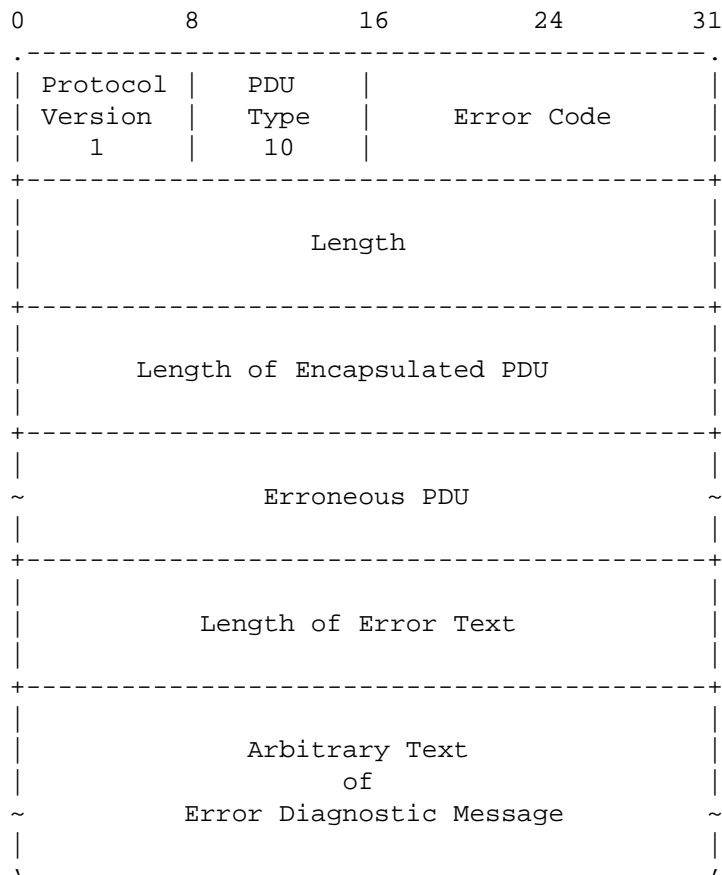 0 8 16 24 31
Protocol PDU
Version Type Error Code
1 10
Length
Length of Encapsulated PDU
Erroneous PDU
Length of Error Text
Arbitrary Text
of
Error Diagnostic Message